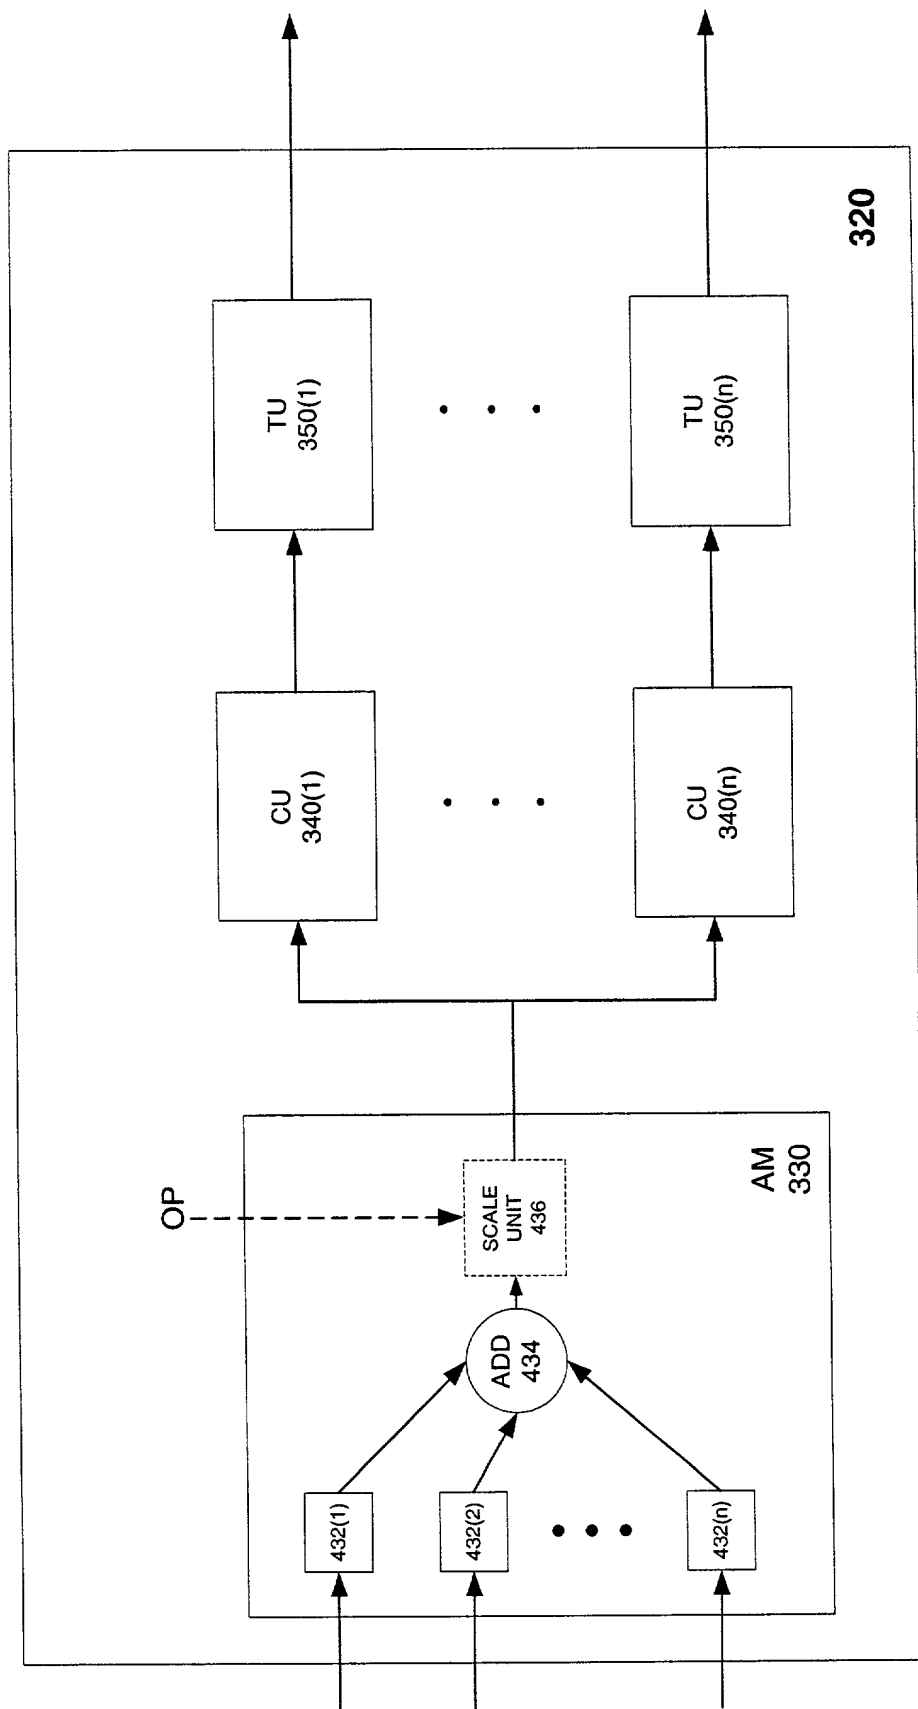 320
TU
350(1)
TU
350(n)
CU
340(1)
CU
340(n)
OP
SCALE
UNIT
436
ADD
434
AM
330
432(1)
432(2)
432(n)